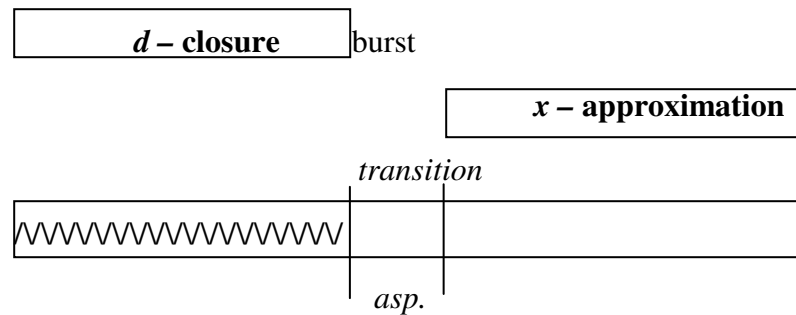 d – closure burst
x – approximation
transition
asp.